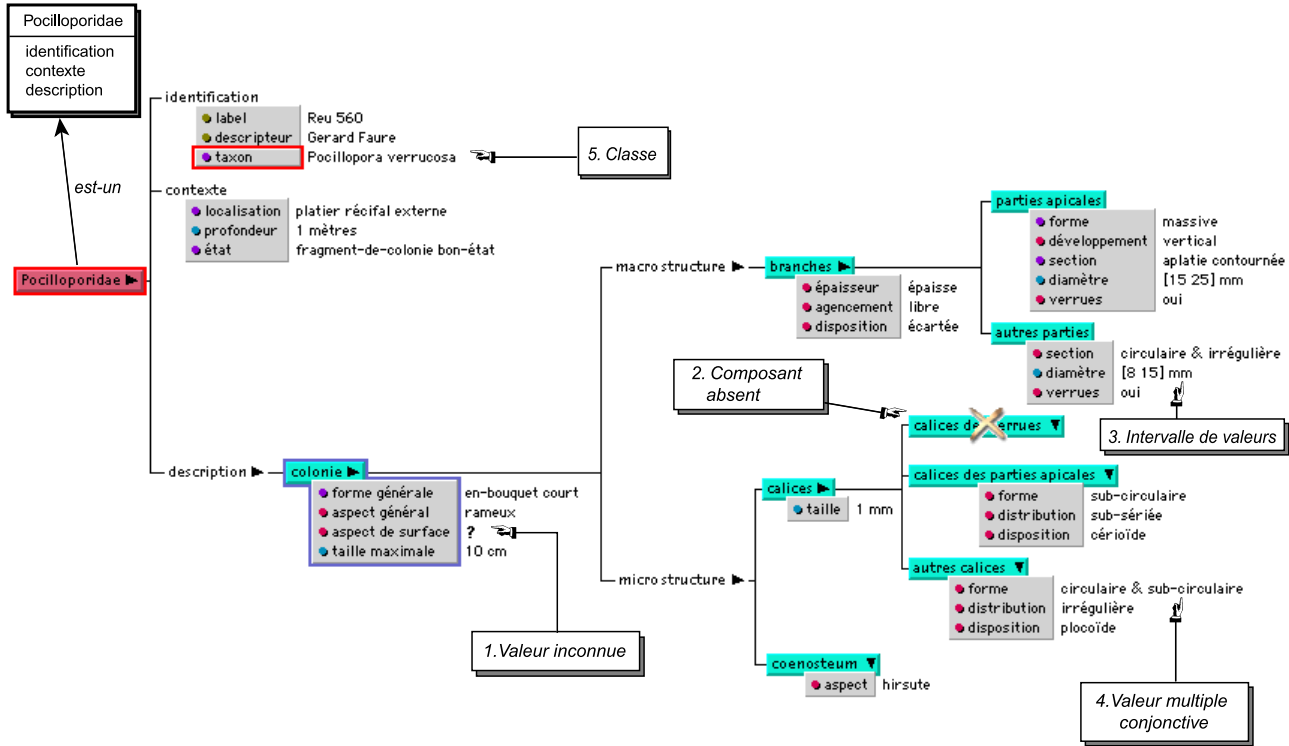 Pocilloporidae
identification
contexte
description
est-un
Pocilloporidae
identification
label Reu 560
descripteur Gerard Faure
taxon Pocillopora verrucosa
5. Classe
contexte
localisation platier récifal externe
profondeur 1 mètres
état fragment-de-colonie bon-état
description
colonie
forme générale en-bouquet court
aspect général rameux
aspect de surface ?
taille maximale 10 cm
1.Valeur inconnue
macro structure
branches
épaisseur épaisse
agencement libre
disposition écartée
parties apicales
forme massive
développement vertical
section aplatie contournée
diamètre [15 25] mm
verrues oui
autres parties
section circulaire & irrégulière
diamètre [8 15] mm
verrues oui
3. Intervalle de valeurs
2. Composant
absent
micro structure
calices
taille 1 mm
calices des verrues
calices des parties apicales
forme sub-circulaire
distribution sub-sériée
disposition cérioïde
autres calices
forme circulaire & sub-circulaire
distribution irrégulière
disposition plocoïde
4.Valeur multiple
conjonctive
coenosteum
aspect hirsute